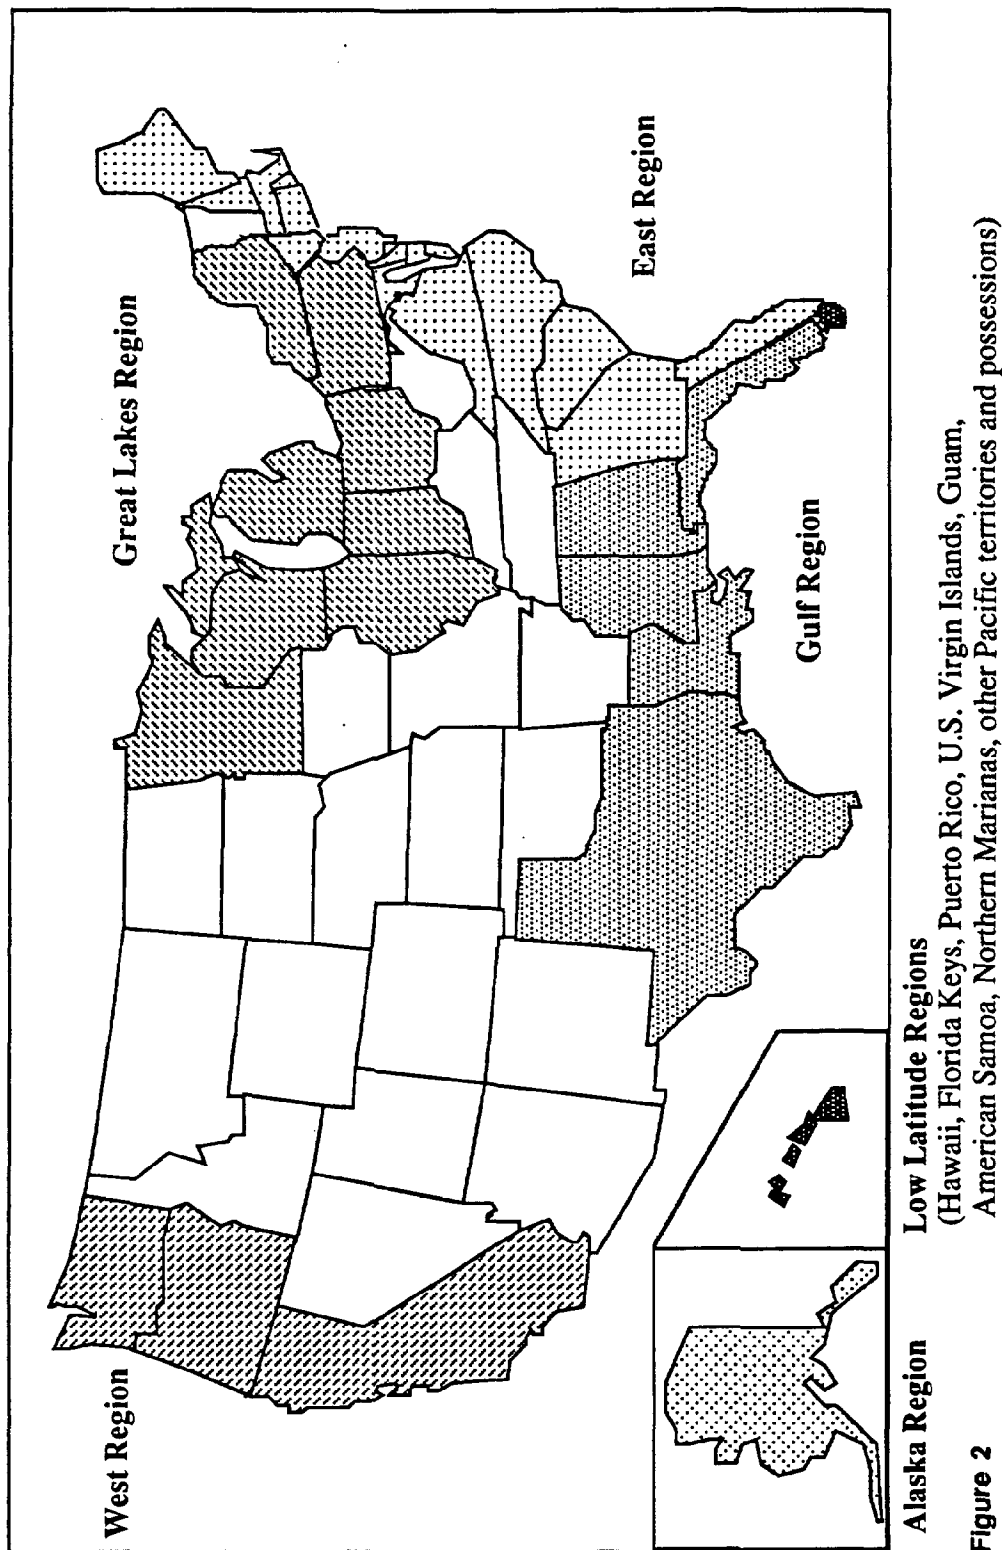 Great Lakes Region
West Region
East Region
Gulf Region
Alaska Region
Low Latitude Regions
(Hawaii, Florida Keys, Puerto Rico, U.S. Virgin Islands, Guam,
American Samoa, Northern Marianas, other Pacific territories and possessions)
Figure 2